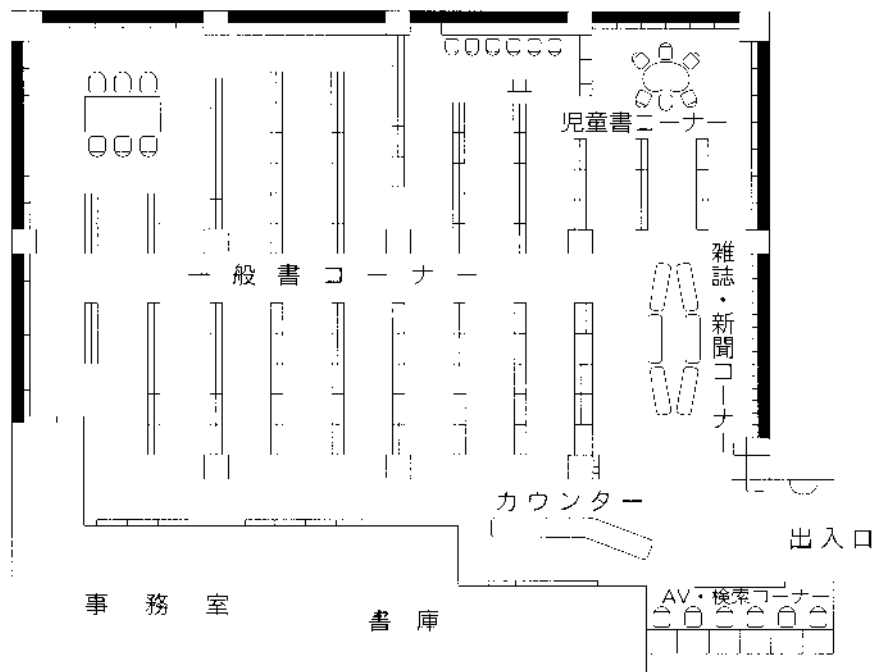 児童書コーナー
一般書コーナー
雑誌・新聞コーナー
カウンター
出入口
AV・検索コーナー
事務室
書庫